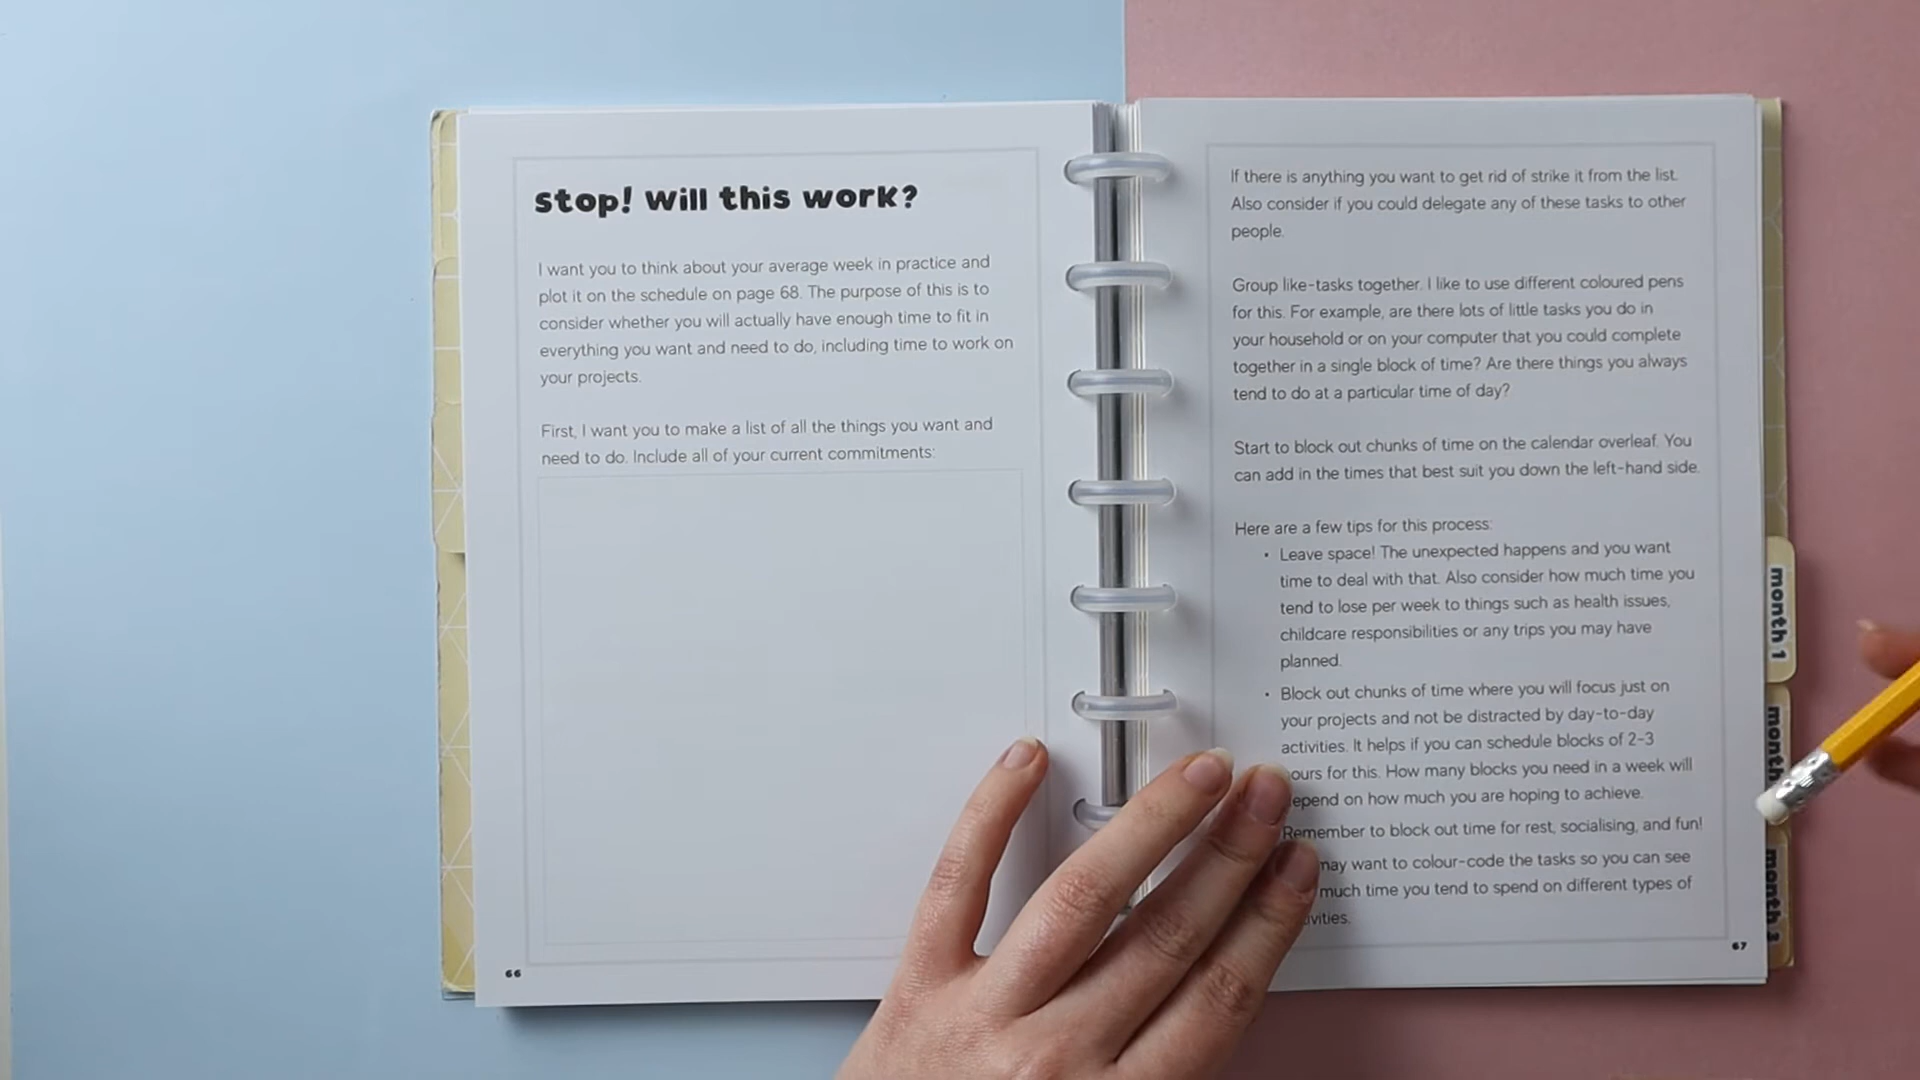 stop! will this work?
I want you to think about your average week in practice and
plot it on the schedule on page 68. The purpose of this is to
consider whether you will actually have enough time to fit in
everything you want and need to do, including time to work on
your projects.
First, I want you to make a list of all the things you want and
need to do. Include all of your current commitments:
66
If there is anything you want to get rid of strike it from the list.
Also consider if you could delegate any of these tasks to other
people.
Group like-tasks together. I like to use different coloured pens
for this. For example, are there lots of little tasks you do in
your household or on your computer that you could complete
together in a single block of time? Are there things you always
tend to do at a particular time of day?
Start to block out chunks of time on the calendar overleaf. You
can add in the times that best suit you down the left-hand side.
Here are a few tips for this process:
• Leave space! The unexpected happens and you want
time to deal with that. Also consider how much time you
tend to lose per week to things such as health issues,
childcare responsibilities or any trips you may have
planned.
• Block out chunks of time where you will focus just on
your projects and not be distracted by day-to-day
activities. It helps if you can schedule blocks of 2-3
for this. How many blocks you need in a week will
on how much you are hoping to achieve.
Remember to block out time for rest, socialising, and fun!
may want to colour-code the tasks so you can see
much time you tend to spend on different types of
67
month 1
month
month 3